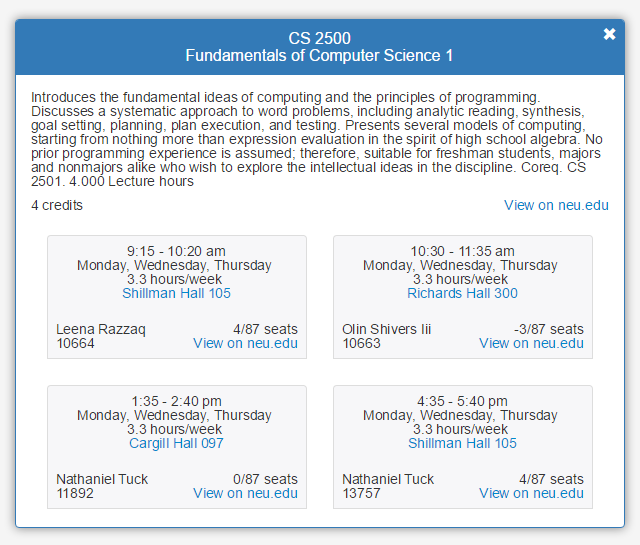 CS 2500
Fundamentals of Computer Science 1
✖
Introduces the fundamental ideas of computing and the principles of programming.
Discusses a systematic approach to word problems, including analytic reading, synthesis,
goal setting, planning, plan execution, and testing. Presents several models of computing,
starting from nothing more than expression evaluation in the spirit of high school algebra. No
prior programming experience is assumed; therefore, suitable for freshman students, majors
and nonmajors alike who wish to explore the intellectual ideas in the discipline. Coreq. CS
2501. 4.000 Lecture hours
4 credits View on neu.edu
9:15 - 10:20 am
Monday, Wednesday, Thursday
3.3 hours/week
Shillman Hall 105
Leena Razzaq 4/87 seats
10664 View on neu.edu
10:30 - 11:35 am
Monday, Wednesday, Thursday
3.3 hours/week
Richards Hall 300
Olin Shivers Iii -3/87 seats
10663 View on neu.edu
1:35 - 2:40 pm
Monday, Wednesday, Thursday
3.3 hours/week
Cargill Hall 097
Nathaniel Tuck 0/87 seats
11892 View on neu.edu
4:35 - 5:40 pm
Monday, Wednesday, Thursday
3.3 hours/week
Shillman Hall 105
Nathaniel Tuck 4/87 seats
13757 View on neu.edu